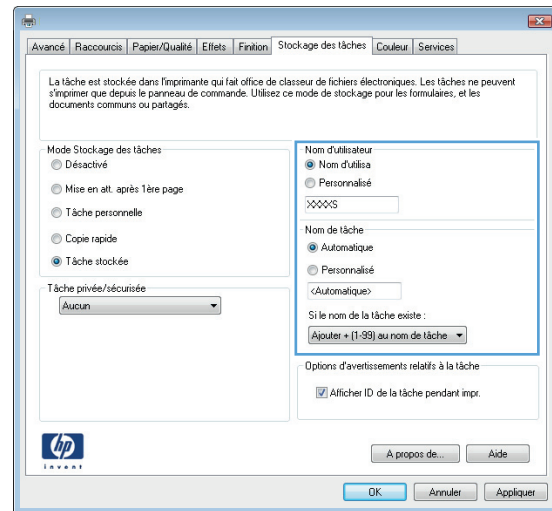 Avancé Raccourcis Papier/Qualité Effets Finition Stockage des tâches Couleur Services
La tâche est stockée dans l'imprimante qui fait office de classeur de fichiers électroniques. Les tâches ne peuvent
s'imprimer que depuis le panneau de commande. Utilisez ce mode de stockage pour les formulaires, et les
documents communs ou partagés.
Mode Stockage des tâches
Désactivé
Mise en att. après 1ère page
Tâche personnelle
Copie rapide
Tâche stockée
Tâche privée/sécurisée
Aucun
Nom d'utilisateur
Nom d'utilisa
Personnalisé
XXXXS
Nom de tâche
Automatique
Personnalisé
<Automatique>
Si le nom de la tâche existe :
Ajouter + (1-99) au nom de tâche
Options d'avertissements relatifs à la tâche
Afficher ID de la tâche pendant impr.
hp
invent
A propos de... Aide
OK Annuler Appliquer